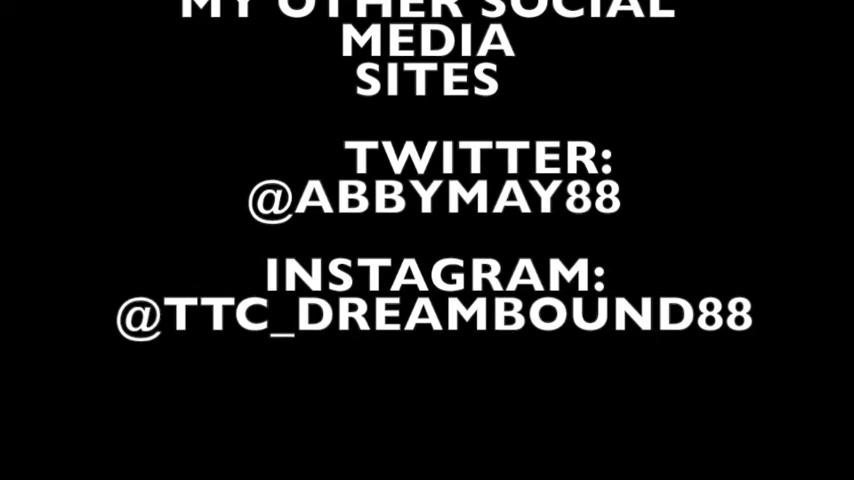 MY OTHER SOCIAL
MEDIA
SITES
TWITTER:
@ABBYMAY88
INSTAGRAM:
@TTC_DREAMBOUND88